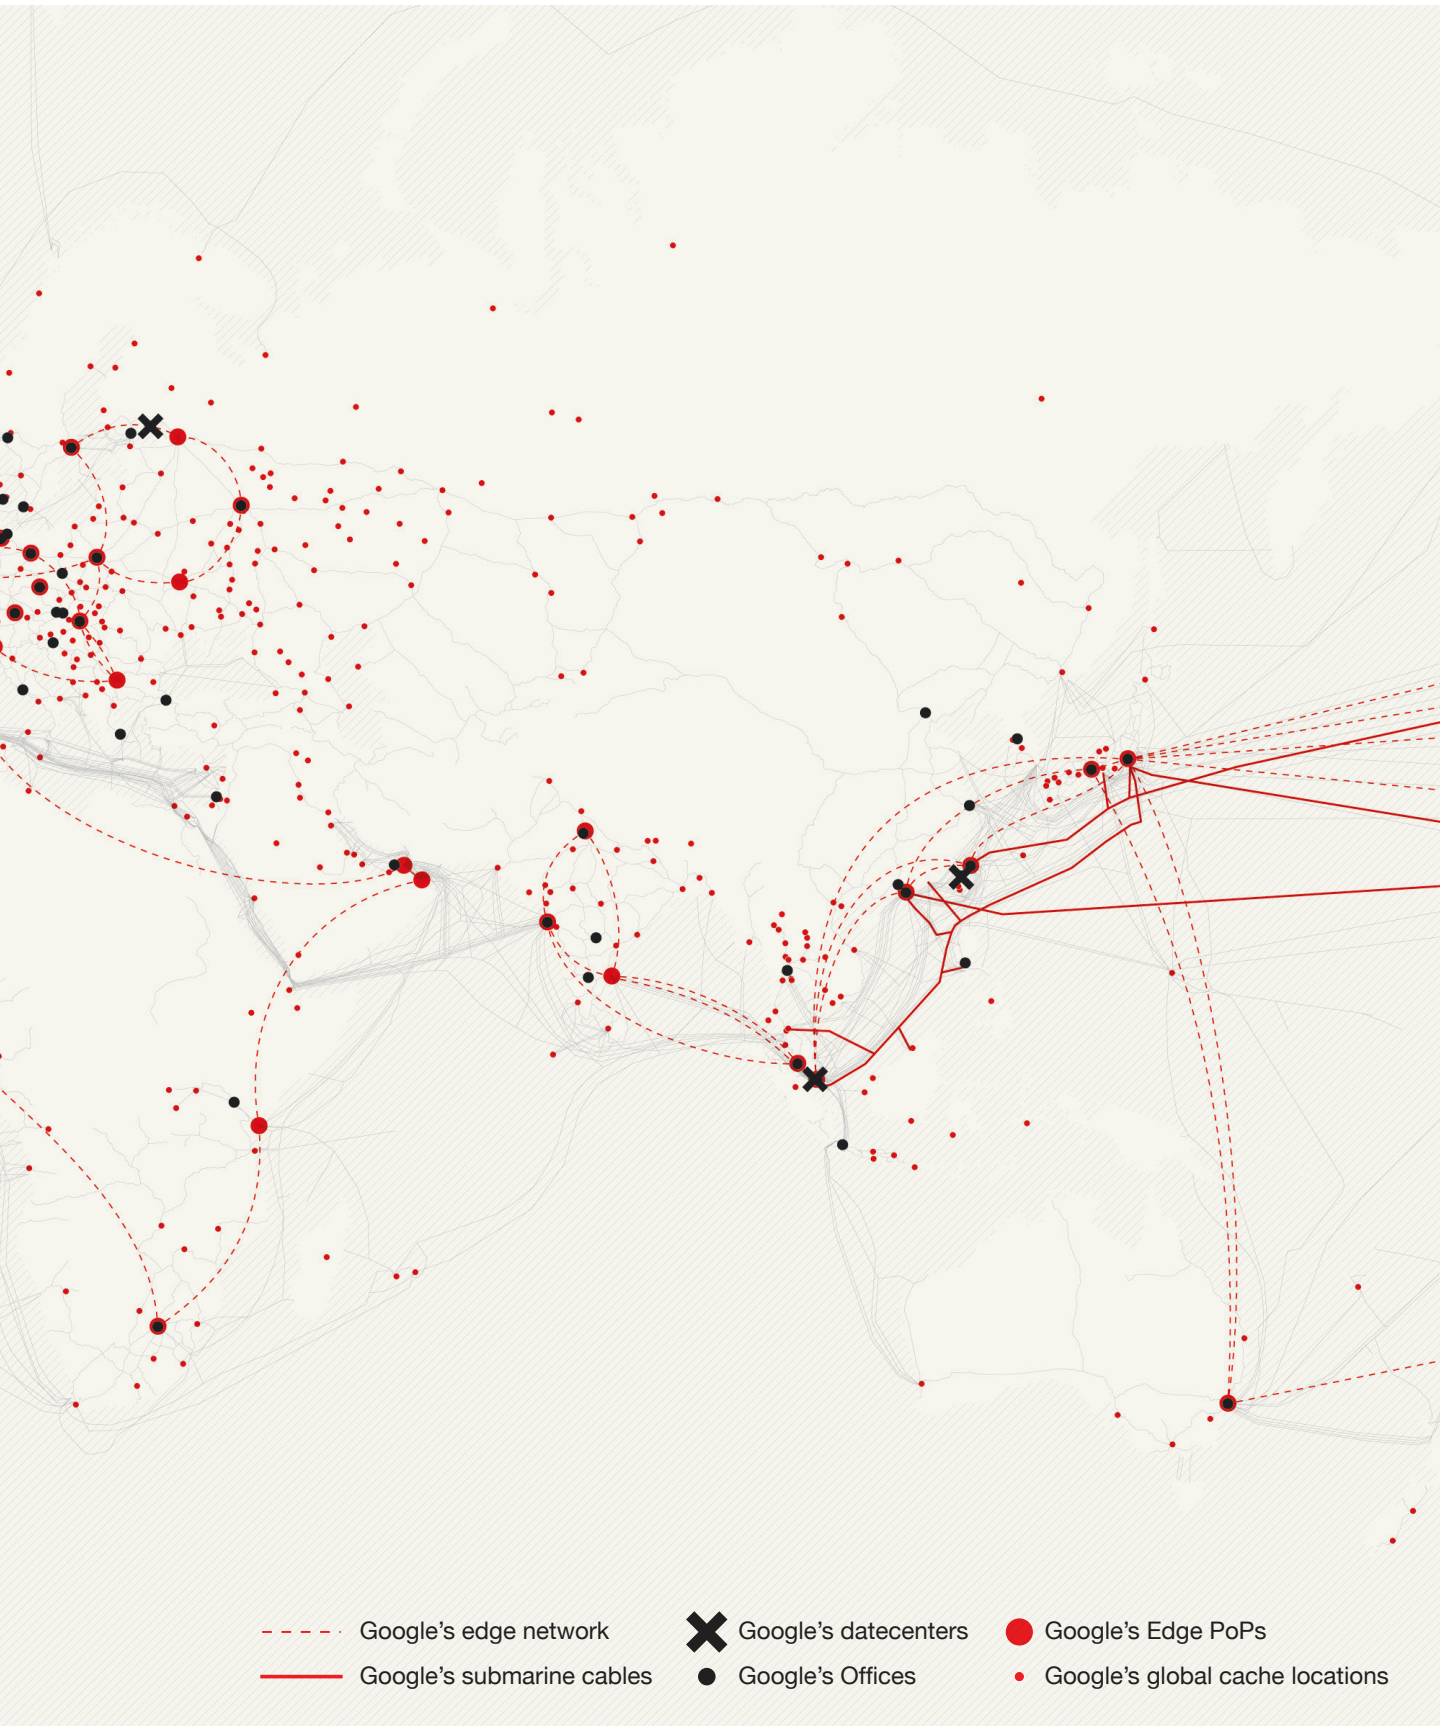 Google’s edge network
Google’s datecenters
Google’s Edge PoPs
Google’s submarine cables
Google’s Offices
Google’s global cache locations